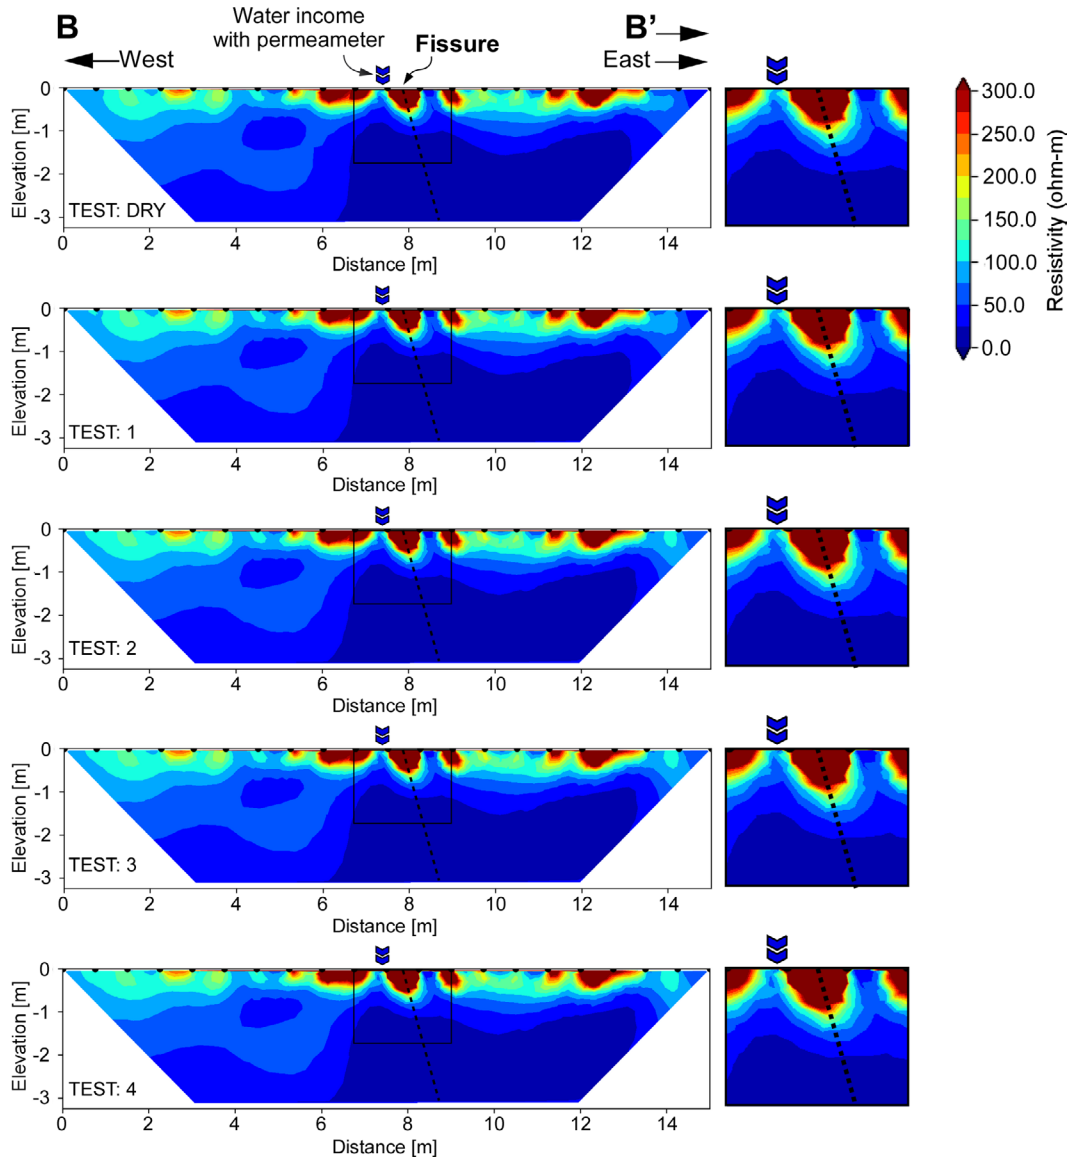 B
Water income
with permeameter
Fissure
B’
West
East
0
-1
-2
-3
Elevation [m]
TEST: DRY
0 2 4 6 8 10 12 14
Distance [m]
300.0
250.0
200.0
150.0
100.0
50.0
0.0
Resistivity (ohm-m)
0
-1
-2
-3
Elevation [m]
TEST: 1
0 2 4 6 8 10 12 14
Distance [m]
0
-1
-2
-3
Elevation [m]
TEST: 2
0 2 4 6 8 10 12 14
Distance [m]
0
-1
-2
-3
Elevation [m]
TEST: 3
0 2 4 6 8 10 12 14
Distance [m]
0
-1
-2
-3
Elevation [m]
TEST: 4
0 2 4 6 8 10 12 14
Distance [m]